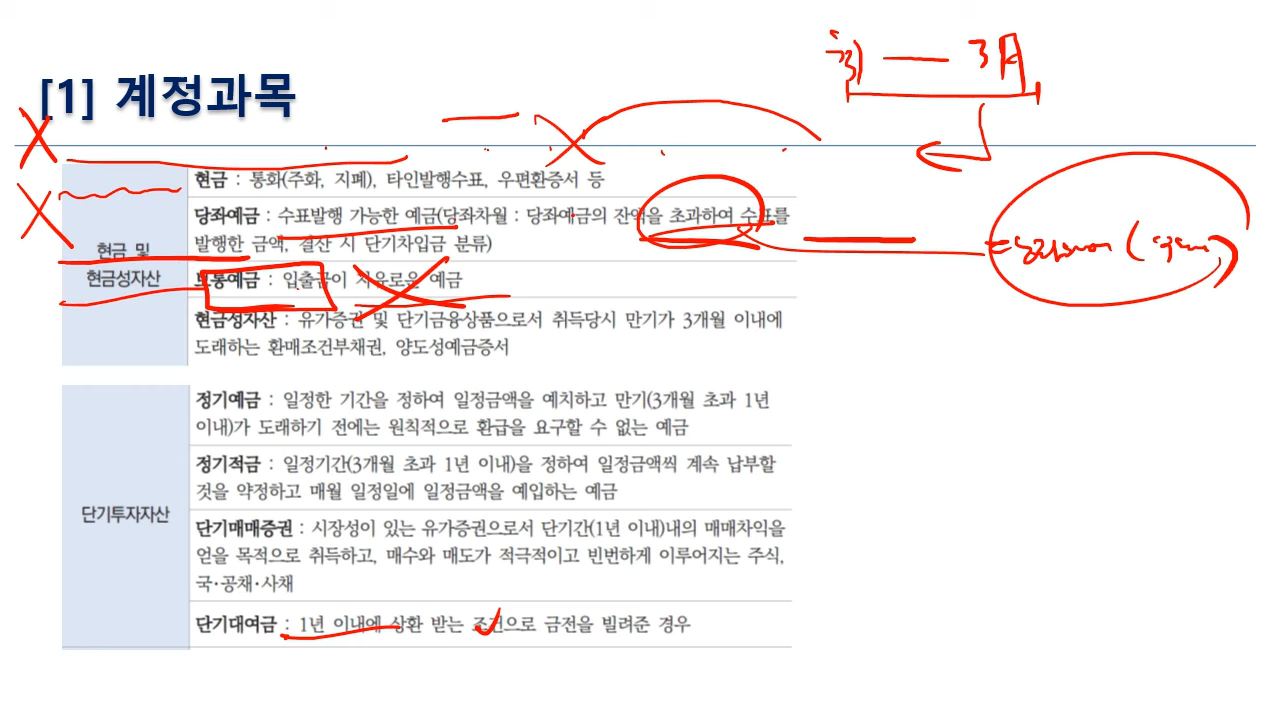 [1] 계정과목
현금 : 통화(주화, 지폐), 타인발행수표, 우편환증서 등
당좌예금 : 수표발행 가능한 예금(당좌차월 : 당좌예금의 잔액을 초과하여 수표를
발행한 금액, 결산 시 단기차입금 분류)
현금 및
현금성자산
보통예금 : 입출금이 자유로운 예금
현금성자산 : 유가증권 및 단기금융상품으로서 취득당시 만기가 3개월 이내에
도래하는 환매조건부채권, 양도성예금증서
정기예금 : 일정한 기간을 정하여 일정금액을 예치하고 만기(3개월 초과 1년
이내)가 도래하기 전에는 원칙적으로 환급을 요구할 수 없는 예금
정기적금 : 일정기간(3개월 초과 1년 이내)을 정하여 일정금액씩 계속 납부할
것을 약정하고 매월 일정일에 일정금액을 예입하는 예금
단기투자자산
단기매매증권 : 시장성이 있는 유가증권으로서 단기간(1년 이내)내의 매매차익을
얻을 목적으로 취득하고, 매수와 매도가 적극적이고 빈번하게 이루어지는 주식,
국·공채·사채
단기대여금 : 1년 이내에 상환 받는 조건으로 금전을 빌려준 경우